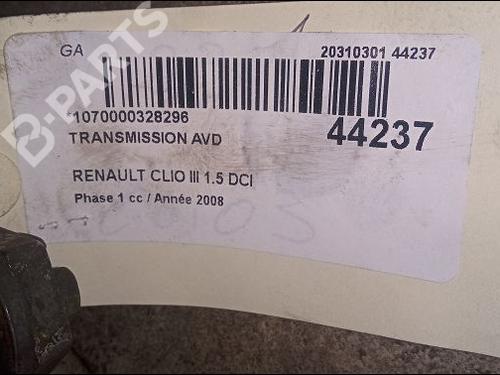 GA 20310301 44237
*1070000328296
44237
TRANSMISSION AVD
RENAULT CLIO III 1.5 DCI
Phase 1 cc / Année 2008
B-PARTS